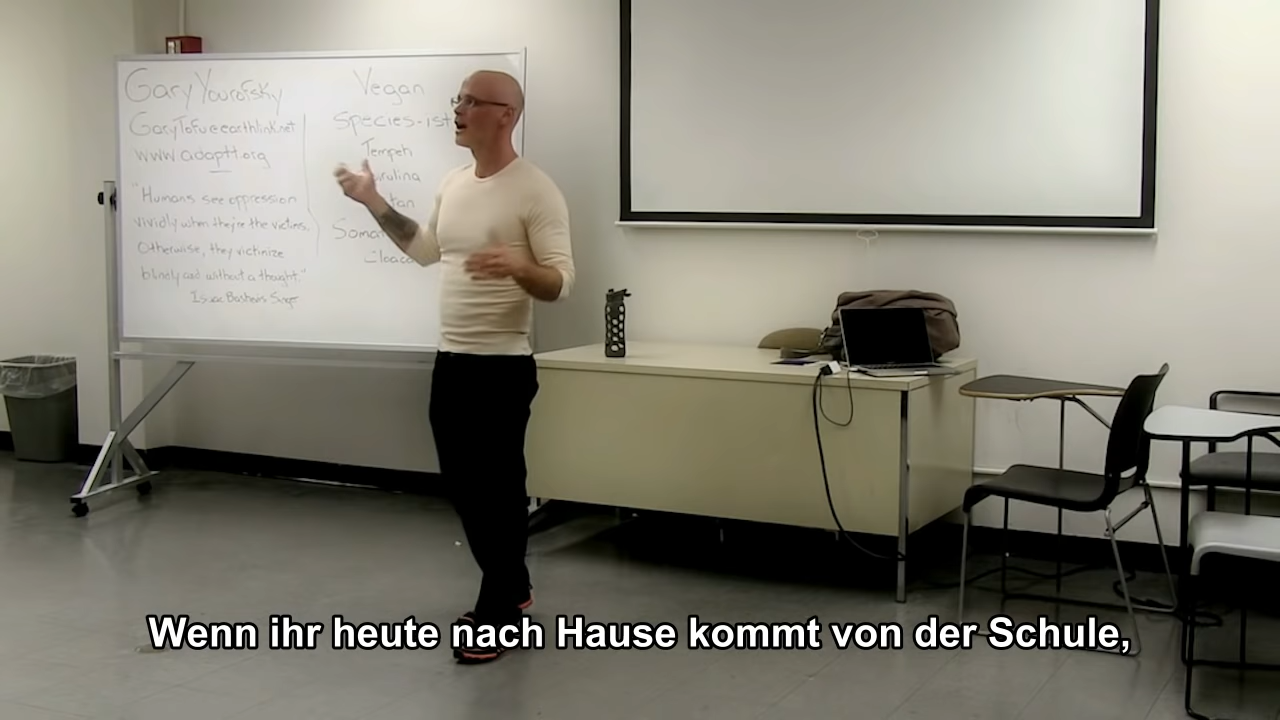 Gary Yourofsky
GaryTofu@earthlink.net
www.adaptt.org
"Humans see oppression
vividly when they're the victims.
Otherwise, they victimize
blindly and without a thought."
Isaac Bashevis Singer
Vegan
Species-ist
Tempeh
Wenn ihr heute nach Hause kommt von der Schule,